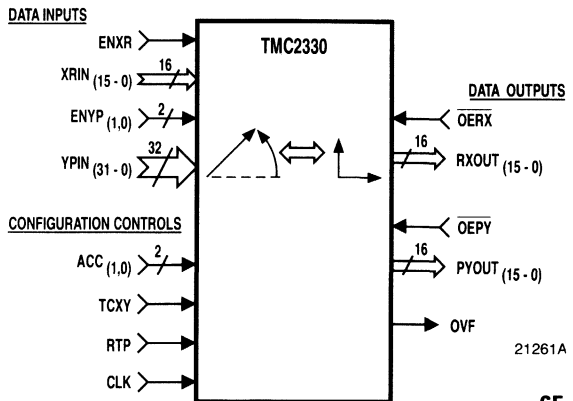 DATA INPUTS
ENXR
16
XRIN (15 - 0)
ENYP (1,0)
2
32
YPIN (31 - 0)
CONFIGURATION CONTROLS
ACC (1,0)
2
TCXY
RTP
CLK
TMC2330
DATA OUTPUTS
OERX
16
RXOUT (15 - 0)
OEPY
16
PYOUT (15 - 0)
OVF
21261A